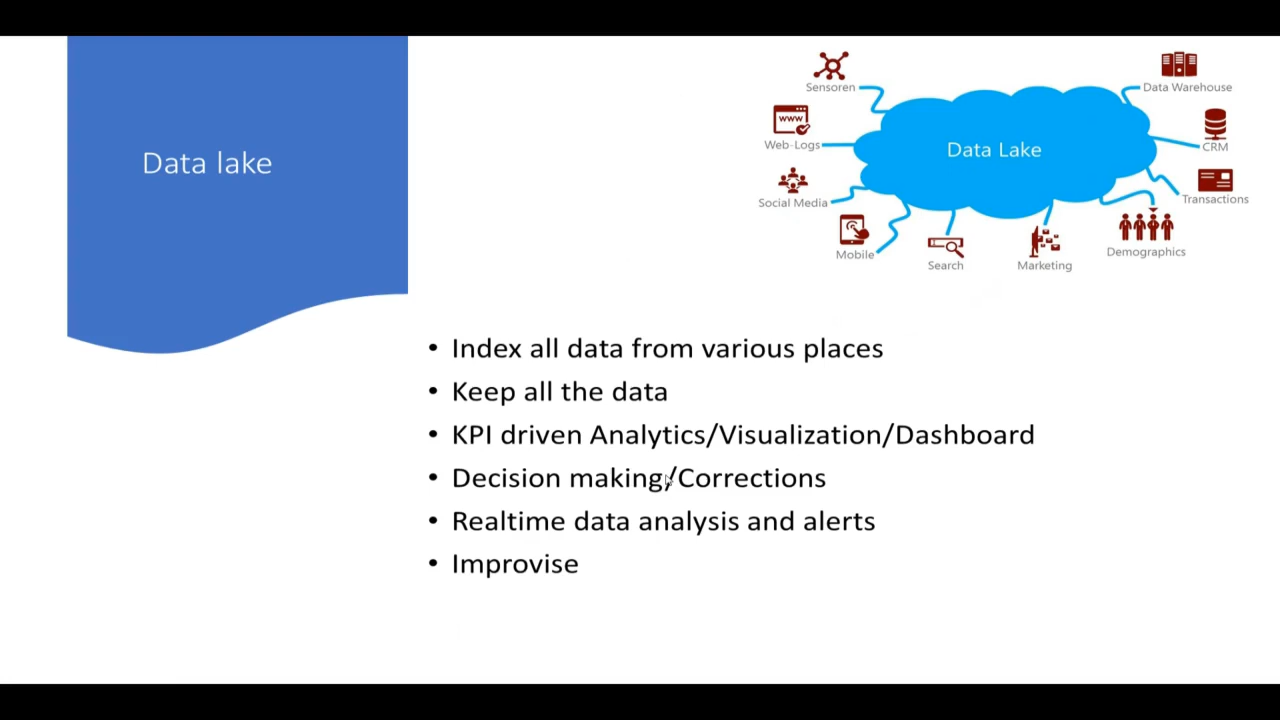 Data lake
Sensoren
Data Warehouse
www
Web-Logs
Data Lake
CRM
Social Media
Transactions
Mobile
Search
Marketing
Demographics
• Index all data from various places
• Keep all the data
• KPI driven Analytics/Visualization/Dashboard
• Decision making/Corrections
• Realtime data analysis and alerts
• Improvise